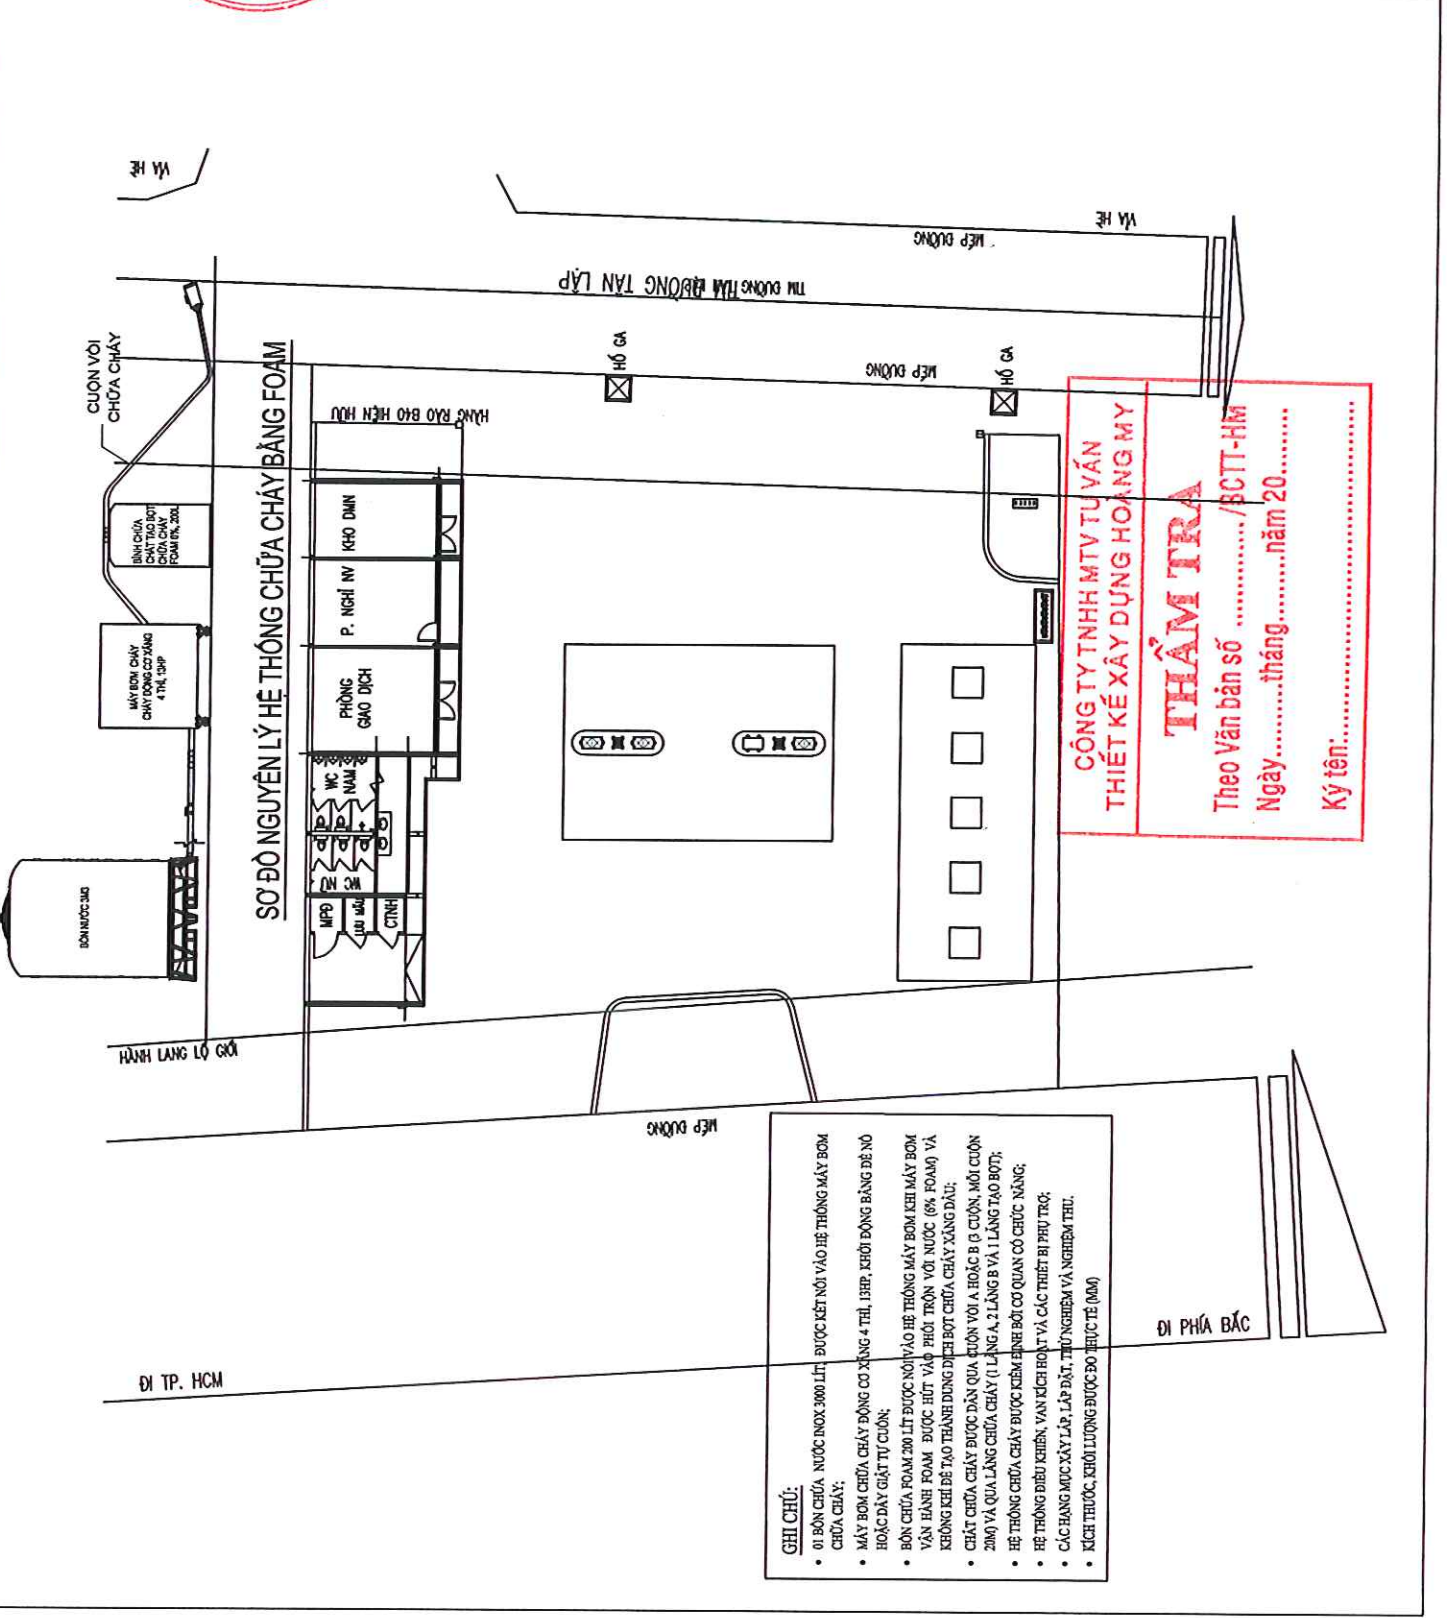 VỈA HÈ
CUỘN VÒI
CHỮA CHÁY
BÌNH CHỨA
CHẤT TẠO BỌT
CHỮA CHÁY
FOAM 6%, 200L
MÁY BƠM CHÁY
CHẠY ĐỘNG CƠ XĂNG
4 THÌ, 13HP
BỒN NƯỚC 3M3
SƠ ĐỒ NGUYÊN LÝ HỆ THỐNG CHỮA CHÁY BẰNG FOAM
HÀNH LANG LỘ GIỚI
HÀNG RÀO B40 HIỆN HỮU
KHO DMN
P. NGHỈ NV
PHÒNG
GIAO DỊCH
WC
NAM
WC NỮ
MPĐ
LƯU MẪU
CTNH
TIM ĐƯỜNG TÂN LẬP
TIM ĐƯỜNG HIỆN HỮU
MÉP ĐƯỜNG
VỈA HÈ
HỐ GA
MÉP ĐƯỜNG
HỐ GA
MÉP ĐƯỜNG
ĐI TP. HCM
ĐI PHÍA BẮC
GHI CHÚ:
• 01 BỒN CHỨA NƯỚC INOX 3000 LÍT, ĐƯỢC KẾT NỐI VÀO HỆ THỐNG MÁY BƠM
CHỮA CHÁY;
• MÁY BƠM CHỮA CHÁY ĐỘNG CƠ XĂNG 4 THÌ, 13HP, KHỞI ĐỘNG BẰNG ĐỀ NỔ
HOẶC DÂY GIẬT TỰ CUỐN;
• BỒN CHỨA FOAM 200 LÍT ĐƯỢC NỐI VÀO HỆ THỐNG MÁY BƠM KHI MÁY BƠM
VẬN HÀNH FOAM ĐƯỢC HÚT VÀO PHỐI TRỘN VỚI NƯỚC (6% FOAM) VÀ
KHÔNG KHÍ ĐỂ TẠO THÀNH DUNG DỊCH BỌT CHỮA CHÁY XĂNG DẦU;
• CHẤT CHỮA CHÁY ĐƯỢC DẪN QUA CUỘN VÒI A HOẶC B (3 CUỘN, MỖI CUỘN
20M) VÀ QUA LĂNG CHỮA CHÁY (1 LĂNG A, 2 LĂNG B VÀ 1 LĂNG TẠO BỌT);
• HỆ THỐNG CHỮA CHÁY ĐƯỢC KIỂM ĐỊNH BỞI CƠ QUAN CÓ CHỨC NĂNG;
• HỆ THỐNG ĐIỀU KHIỂN, VAN KÍCH HOẠT VÀ CÁC THIẾT BỊ PHỤ TRỢ;
• CÁC HẠNG MỤC XÂY LẮP, LẮP ĐẶT, THỬ NGHIỆM VÀ NGHIỆM THU.
• KÍCH THƯỚC, KHỐI LƯỢNG ĐƯỢC ĐO THỰC TẾ (MM)
CÔNG TY TNHH MTV TƯ VẤN
THIẾT KẾ XÂY DỰNG HOÀNG MY
THẨM TRA
Theo Văn bản số ............... /BCTT-HM
Ngày............tháng............năm 20............
Ký tên:..............................